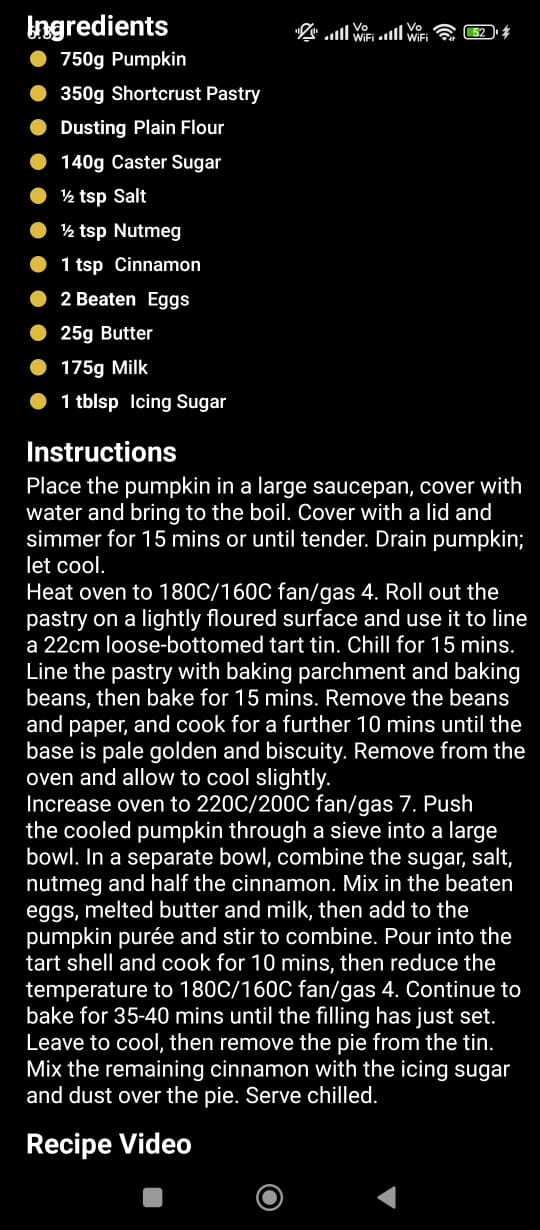 Ingredients
Vo WiFi Vo WiFi 52
750g Pumpkin
350g Shortcrust Pastry
Dusting Plain Flour
140g Caster Sugar
½ tsp Salt
½ tsp Nutmeg
1 tsp Cinnamon
2 Beaten Eggs
25g Butter
175g Milk
1 tblsp Icing Sugar
Instructions
Place the pumpkin in a large saucepan, cover with
water and bring to the boil. Cover with a lid and
simmer for 15 mins or until tender. Drain pumpkin;
let cool.
Heat oven to 180C/160C fan/gas 4. Roll out the
pastry on a lightly floured surface and use it to line
a 22cm loose-bottomed tart tin. Chill for 15 mins.
Line the pastry with baking parchment and baking
beans, then bake for 15 mins. Remove the beans
and paper, and cook for a further 10 mins until the
base is pale golden and biscuity. Remove from the
oven and allow to cool slightly.
Increase oven to 220C/200C fan/gas 7. Push
the cooled pumpkin through a sieve into a large
bowl. In a separate bowl, combine the sugar, salt,
nutmeg and half the cinnamon. Mix in the beaten
eggs, melted butter and milk, then add to the
pumpkin purée and stir to combine. Pour into the
tart shell and cook for 10 mins, then reduce the
temperature to 180C/160C fan/gas 4. Continue to
bake for 35-40 mins until the filling has just set.
Leave to cool, then remove the pie from the tin.
Mix the remaining cinnamon with the icing sugar
and dust over the pie. Serve chilled.
Recipe Video